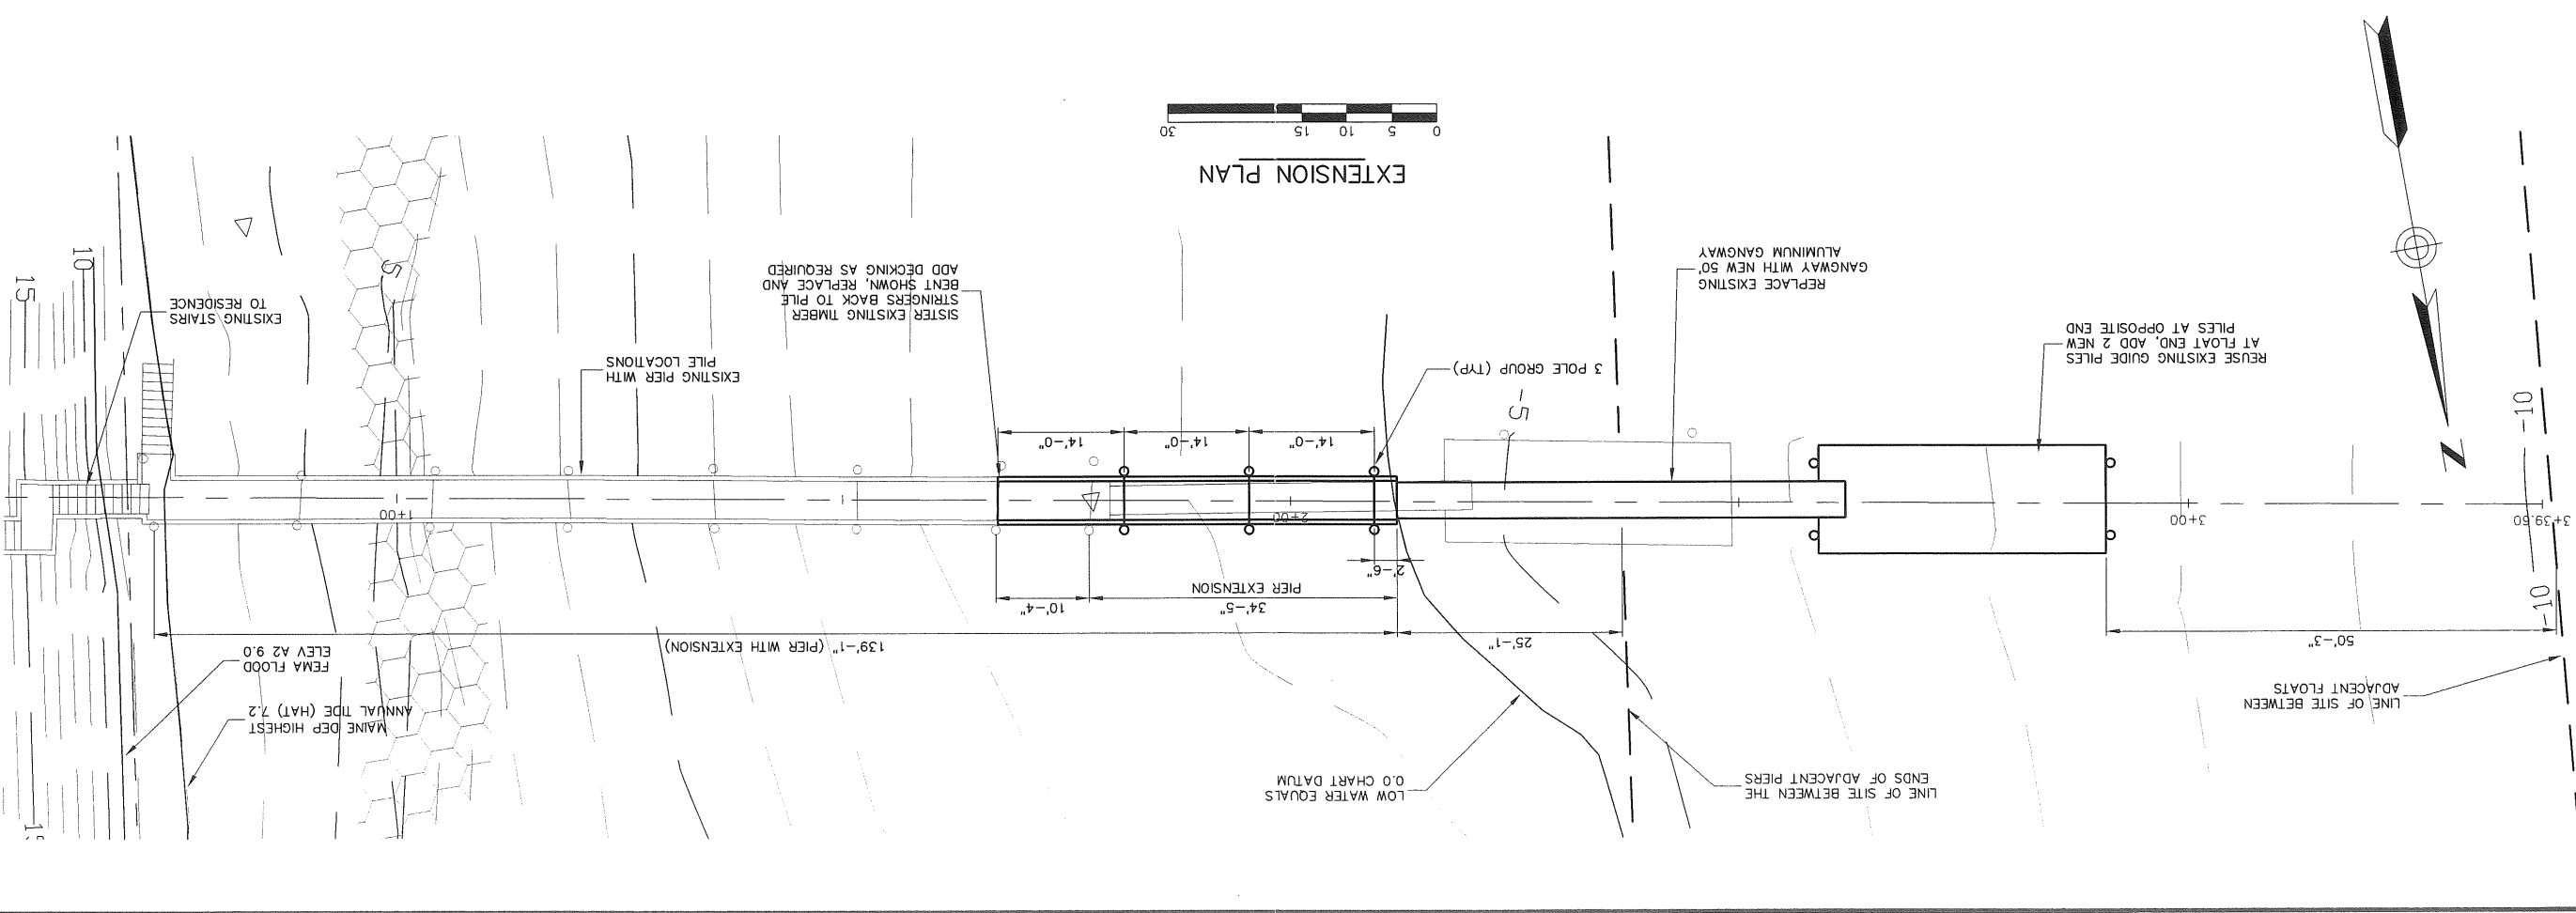 LINE OF SITE BETWEEN THE
ENDS OF ADJACENT PIERS
LOW WATER EQUALS
0.0 CHART DATUM
MAINE DEP HIGHEST
ANNUAL TIDE (HAT) 7.2
FEMA FLOOD
ELEV A2 9.0
LINE OF SITE BETWEEN
ADJACENT FLOATS
50'-3"
25'-1"
139'-1" (PIER WITH EXTENSION)
34'-5"
PIER EXTENSION
10'-4"
2'-6"
3+39.60
3+00
2+00
1+00
14'-0"
14'-0"
14'-0"
-10
-10
-5
5
10
15
15
3 POLE GROUP (TYP)
REUSE EXISTING GUIDE PILES
AT FLOAT END, ADD 2 NEW
PILES AT OPPOSITE END
REPLACE EXISTING
GANGWAY WITH NEW 50'
ALUMINUM GANGWAY
EXISTING PIER WITH
PILE LOCATIONS
SISTER EXISTING TIMBER
STRINGERS BACK TO PILE
BENT SHOWN, REPLACE AND
ADD DECKING AS REQUIRED
EXISTING STAIRS
TO RESIDENCE
N
EXTENSION PLAN
0 5 10 15 30